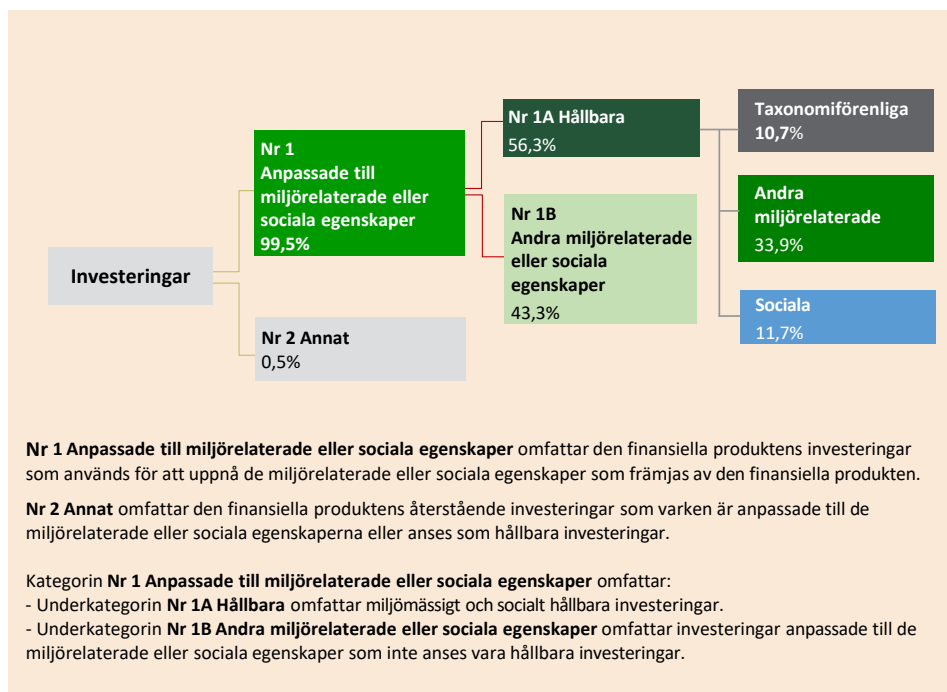 Investeringar
Nr 1
Anpassade till
miljörelaterade eller
sociala egenskaper
99,5%
Nr 2 Annat
0,5%
Nr 1A Hållbara
56,3%
Nr 1B
Andra miljörelaterade
eller sociala
egenskaper
43,3%
Taxonomiförenliga
10,7%
Andra
miljörelaterade
33,9%
Sociala
11,7%
Nr 1 Anpassade till miljörelaterade eller sociala egenskaper omfattar den finansiella produktens investeringar
som används för att uppnå de miljörelaterade eller sociala egenskaper som främjas av den finansiella produkten.
Nr 2 Annat omfattar den finansiella produktens återstående investeringar som varken är anpassade till de
miljörelaterade eller sociala egenskaperna eller anses som hållbara investeringar.
Kategorin Nr 1 Anpassade till miljörelaterade eller sociala egenskaper omfattar:
- Underkategorin Nr 1A Hållbara omfattar miljömässigt och socialt hållbara investeringar.
- Underkategorin Nr 1B Andra miljörelaterade eller sociala egenskaper omfattar investeringar anpassade till de
miljörelaterade eller sociala egenskaper som inte anses vara hållbara investeringar.